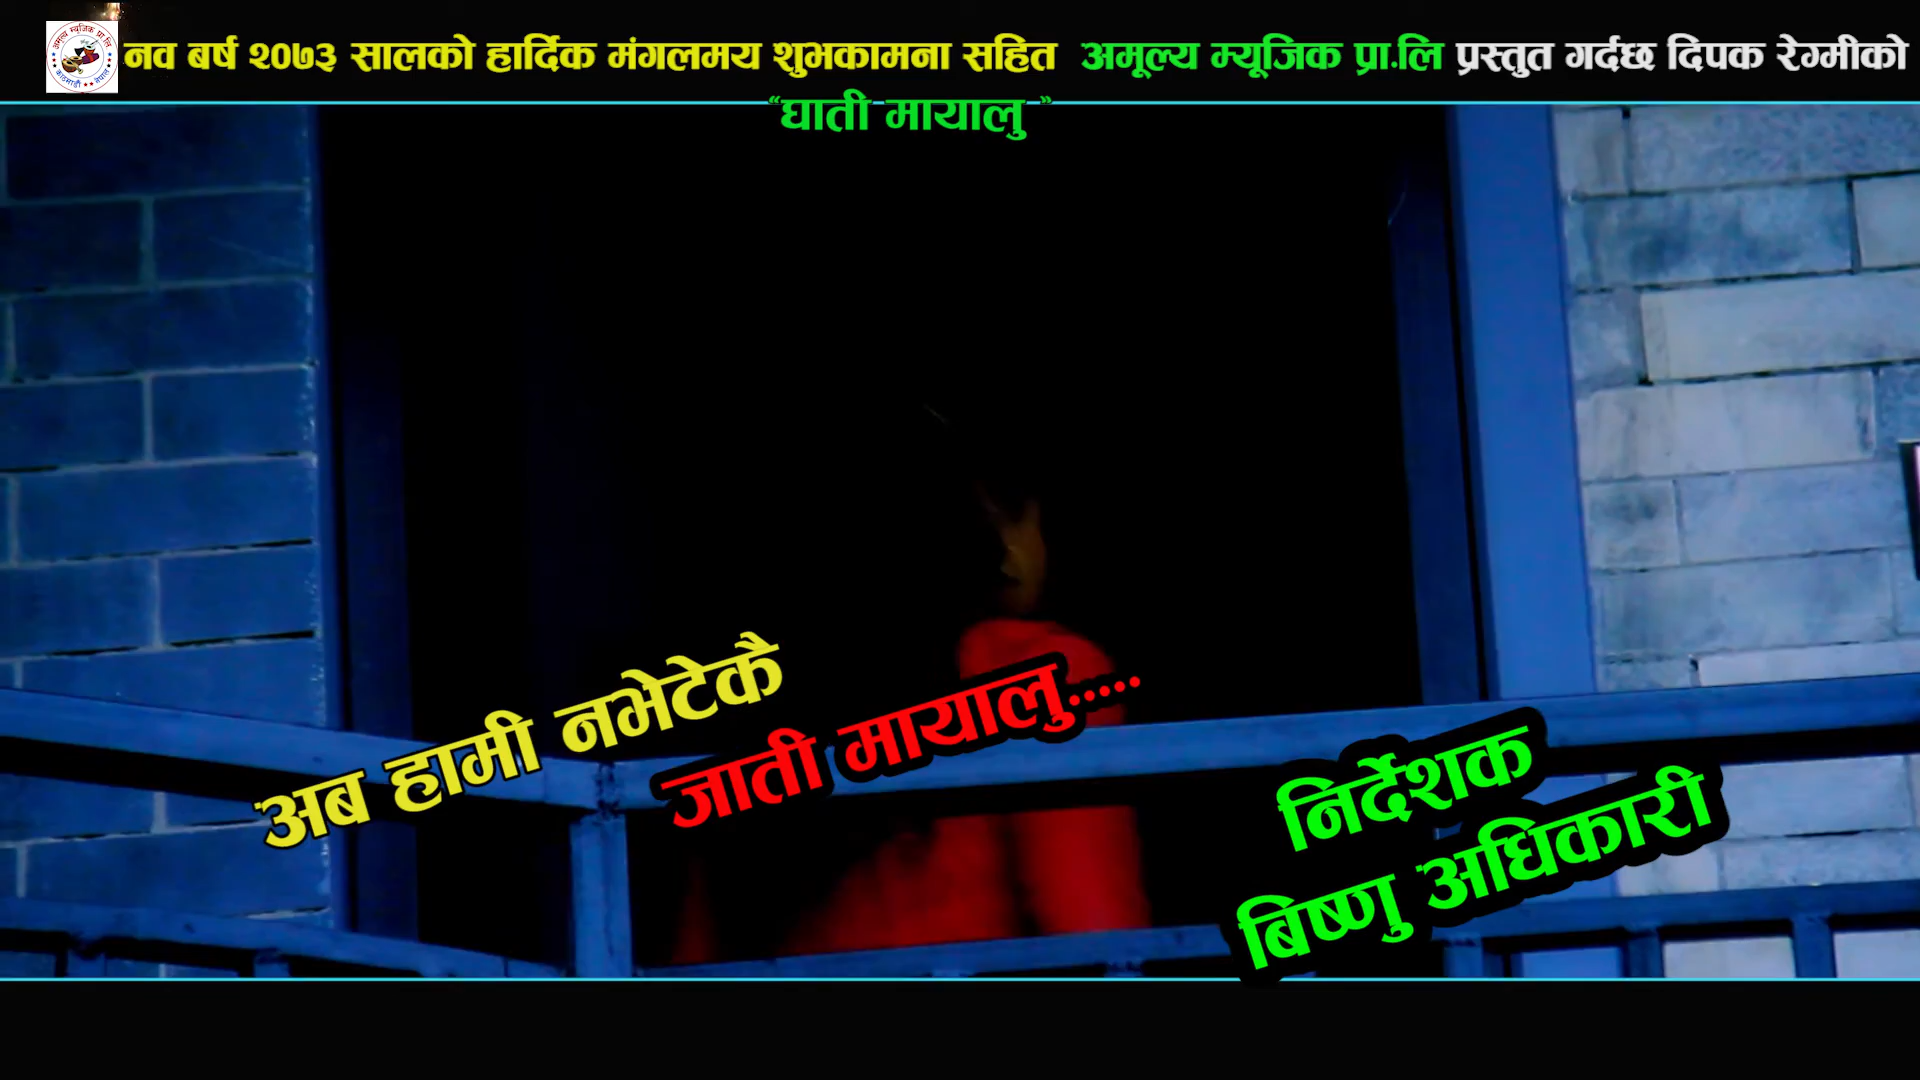 नव बर्ष २०७३ सालको हार्दिक मंगलमय शुभकामना सहित अमूल्य म्यूजिक प्रा.लि प्रस्तुत गर्दछ दिपक रेग्मीको
“घाती मायालु ”
अब हामी नभेटेकै
जाती मायालु.....
निर्देशक
बिष्णु अधिकारी